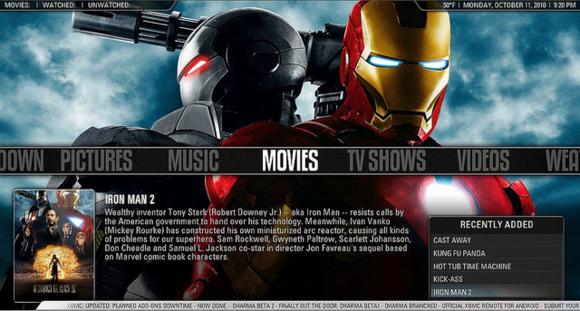 MOVIES: | WATCHED: | UNWATCHED:
50°F | MONDAY, OCTOBER 11, 2010 | 9:20 PM
DOWN PICTURES MUSIC MOVIES TV SHOWS VIDEOS WEA
IRON MAN 2
Wealthy inventor Tony Stark (Robert Downey Jr.) -- aka Iron Man -- resists calls by
the American government to hand over his technology. Meanwhile, Ivan Vanko
(Mickey Rourke) has constructed his own miniaturized arc reactor, causing all kinds
of problems for our superhero. Sam Rockwell, Gwyneth Paltrow, Scarlett Johansson,
Don Cheadle and Samuel L. Jackson co-star in director Jon Favreau's sequel based
on Marvel comic book characters.
IRON MAN 2
RECENTLY ADDED
CAST AWAY
KUNG FU PANDA
HOT TUB TIME MACHINE
KICK-ASS
IRON MAN 2
XBMC: UPDATED: PLANNED ADD-ONS DOWNTIME - NOW DONE. - DHARMA BETA 2 - FINALLY OUT THE DOOR: DHARMA BETA1 - DHARMA BRANCHED - OFFICIAL XBMC REMOTE FOR ANDROID - SUBMIT YOUR